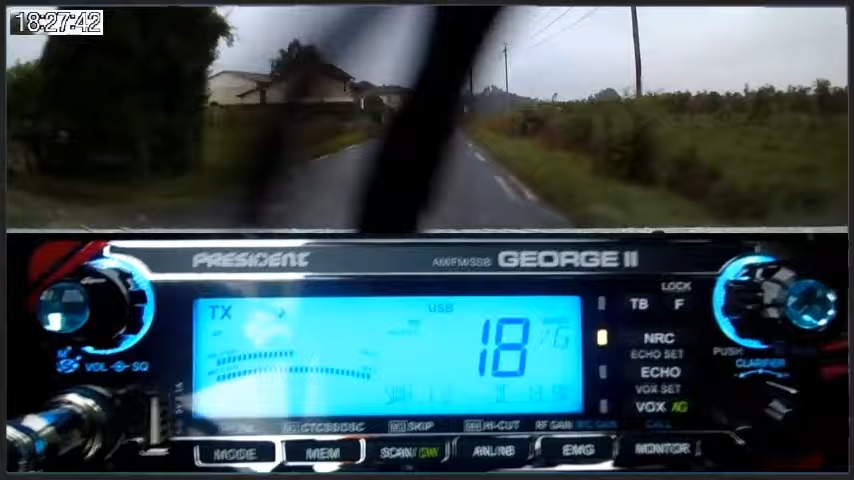 18:27:42
PRESIDENT
AM/FM/SSB GEORGE II
LOCK
TB F
TX
USB
18
NRC
ECHO SET
ECHO
VOX SET
VOX AG
VOL SQ
PUSH
CLARIFIER
SKIP
HI-CUT
RF GAIN
MODE
MEM
SCAN/DW
ANL/NB
EMG
MONITOR